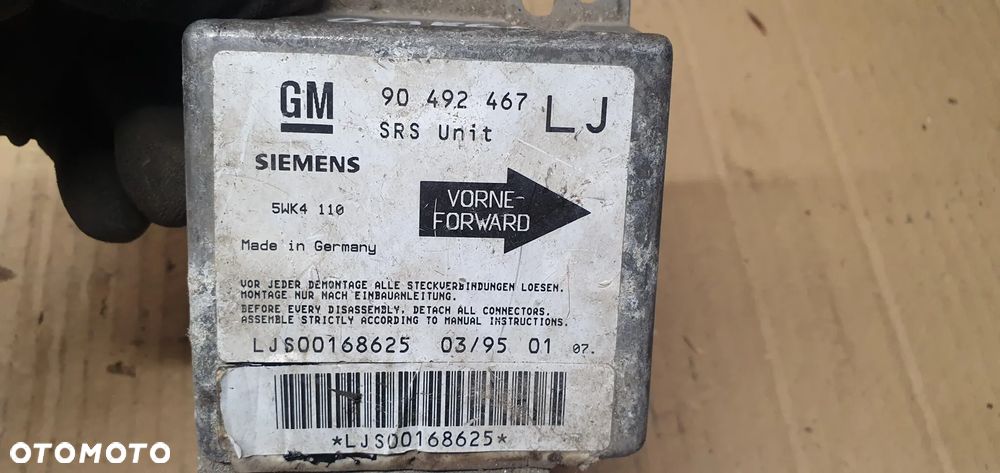 GM 90 492 467 LJ
SRS Unit
SIEMENS
VORNE-
FORWARD
5WK4 110
Made in Germany
VOR JEDER DEMONTAGE ALLE STECKVERBINDUNGEN LOESEN.
MONTAGE NUR NACH EINBAUANLEITUNG.
BEFORE EVERY DISASSEMBLY, DETACH ALL CONNECTORS.
ASSEMBLE STRICTLY ACCORDING TO MANUAL INSTRUCTIONS.
LJS00168625 03/95 01 07.
*LJS00168625*
OTOMOTO